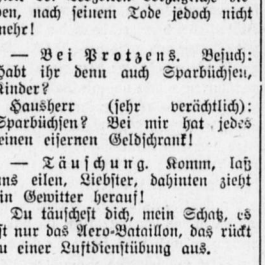 ben, nach seinem Tode jedoch nicht
mehr!
— Bei Protzens. Besuch:
Habt ihr denn auch Sparbüchsen,
Kinder?
Hausherr (sehr verächtlich):
Sparbüchsen? Bei mir hat jedes
seinen eisernen Geldschrank!
— Täuschung. Komm, laß
uns eilen, Liebster, dahinten zieht
ein Gewitter herauf!
Du täuschest dich, mein Schatz, es
ist nur das Aero-Bataillon, das rückt
zu einer Luftdienstübung aus.